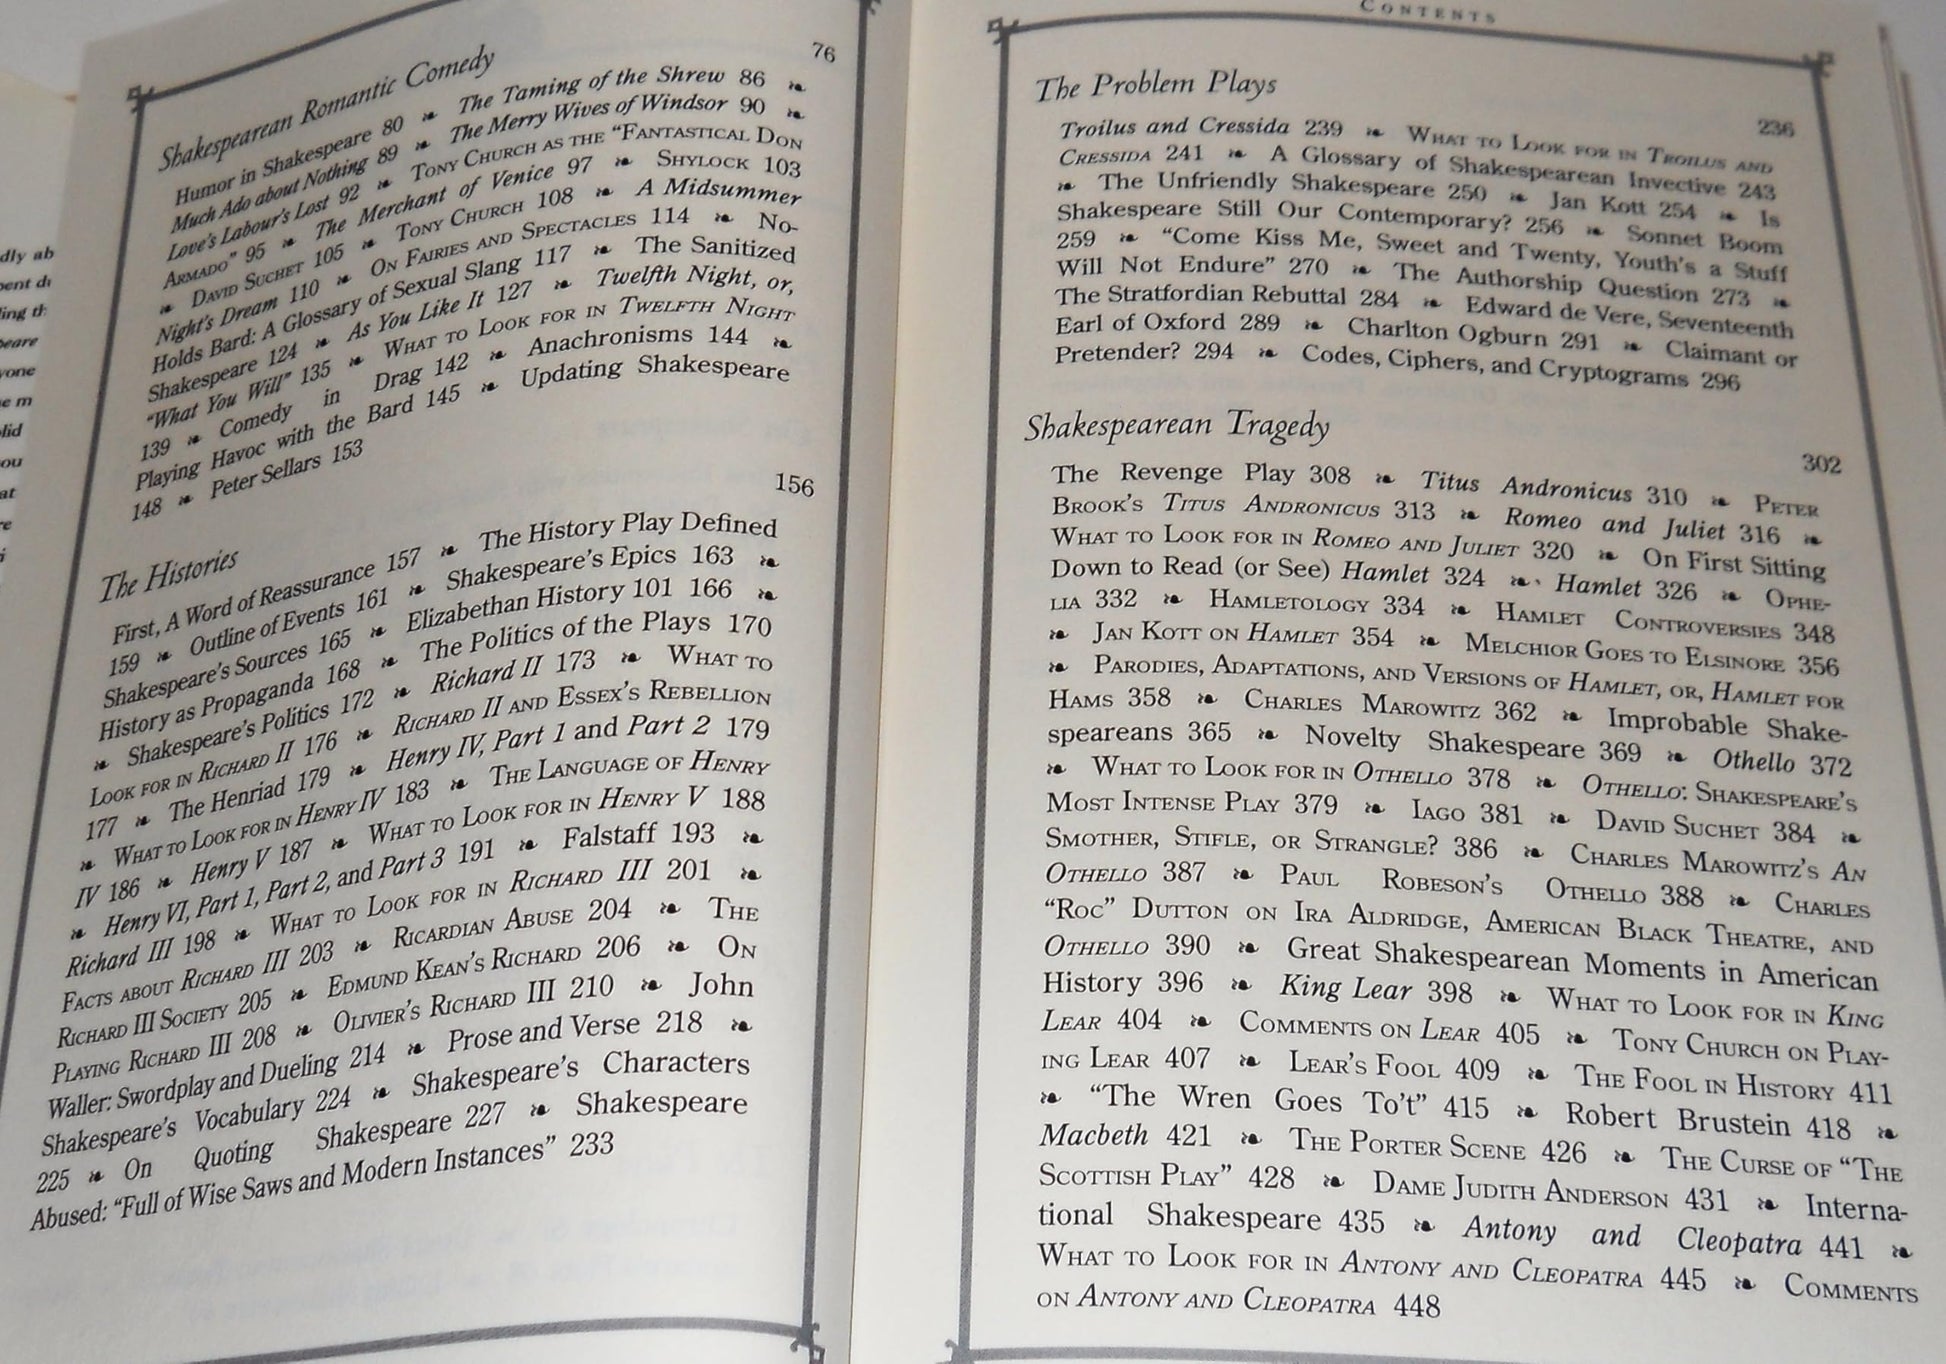 dly ab
ling th
peare
yone
e m
lid
ou
at
re
Shakespearean Romantic Comedy 76
Humor in Shakespeare 80 ❧ The Taming of the Shrew 86 ❧
Much Ado about Nothing 89 ❧ The Merry Wives of Windsor 90 ❧
Love's Labour's Lost 92 ❧ TONY CHURCH AS THE "FANTASTICAL DON
ARMADO" 95 ❧ The Merchant of Venice 97 ❧ SHYLOCK 103
❧ DAVID SUCHET 105 ❧ TONY CHURCH 108 ❧ A Midsummer
Night's Dream 110 ❧ ON FAIRIES AND SPECTACLES 114 ❧ No-
Holds Bard: A Glossary of Sexual Slang 117 ❧ The Sanitized
Shakespeare 124 ❧ As You Like It 127 ❧ Twelfth Night, or,
"What You Will" 135 ❧ WHAT TO LOOK FOR IN TWELFTH NIGHT
139 ❧ Comedy in Drag 142 ❧ Anachronisms 144 ❧
Playing Havoc with the Bard 145 ❧ Updating Shakespeare
148 ❧ Peter Sellars 153
The Histories 156
First, A Word of Reassurance 157 ❧ The History Play Defined
159 ❧ Outline of Events 161 ❧ Shakespeare's Epics 163 ❧
Shakespeare's Sources 165 ❧ Elizabethan History 101 166 ❧
History as Propaganda 168 ❧ The Politics of the Plays 170
❧ Shakespeare's Politics 172 ❧ Richard II 173 ❧ WHAT TO
LOOK FOR IN RICHARD II 176 ❧ RICHARD II AND ESSEX'S REBELLION
177 ❧ The Henriad 179 ❧ Henry IV, Part 1 and Part 2 179
❧ WHAT TO LOOK FOR IN HENRY IV 183 ❧ THE LANGUAGE OF HENRY
IV 186 ❧ Henry V 187 ❧ WHAT TO LOOK FOR IN HENRY V 188
❧ Henry VI, Part 1, Part 2, and Part 3 191 ❧ Falstaff 193 ❧
Richard III 198 ❧ WHAT TO LOOK FOR IN RICHARD III 201 ❧
FACTS ABOUT RICHARD III 203 ❧ RICARDIAN ABUSE 204 ❧ THE
RICHARD III SOCIETY 205 ❧ EDMUND KEAN'S RICHARD 206 ❧ ON
PLAYING RICHARD III 208 ❧ OLIVIER'S RICHARD III 210 ❧ John
Waller: Swordplay and Dueling 214 ❧ Prose and Verse 218 ❧
Shakespeare's Vocabulary 224 ❧ Shakespeare's Characters
225 ❧ On Quoting Shakespeare 227 ❧ Shakespeare
Abused: "Full of Wise Saws and Modern Instances" 233
CONTENTS
The Problem Plays 236
Troilus and Cressida 239 ❧ WHAT TO LOOK FOR IN TROILUS AND
CRESSIDA 241 ❧ A Glossary of Shakespearean Invective 243
❧ The Unfriendly Shakespeare 250 ❧ Jan Kott 254 ❧ Is
Shakespeare Still Our Contemporary? 256 ❧ Sonnet Boom
259 ❧ "Come Kiss Me, Sweet and Twenty, Youth's a Stuff
Will Not Endure" 270 ❧ The Authorship Question 273 ❧
The Stratfordian Rebuttal 284 ❧ Edward de Vere, Seventeenth
Earl of Oxford 289 ❧ Charlton Ogburn 291 ❧ Claimant or
Pretender? 294 ❧ Codes, Ciphers, and Cryptograms 296
Shakespearean Tragedy 302
The Revenge Play 308 ❧ Titus Andronicus 310 ❧ PETER
BROOK'S TITUS ANDRONICUS 313 ❧ Romeo and Juliet 316 ❧
WHAT TO LOOK FOR IN ROMEO AND JULIET 320 ❧ On First Sitting
Down to Read (or See) Hamlet 324 ❧ Hamlet 326 ❧ OPHE-
LIA 332 ❧ HAMLETOLOGY 334 ❧ HAMLET CONTROVERSIES 348
❧ JAN KOTT ON HAMLET 354 ❧ MELCHIOR GOES TO ELSINORE 356
❧ PARODIES, ADAPTATIONS, AND VERSIONS OF HAMLET, OR, HAMLET FOR
HAMS 358 ❧ CHARLES MAROWITZ 362 ❧ Improbable Shake-
speareans 365 ❧ Novelty Shakespeare 369 ❧ Othello 372
❧ WHAT TO LOOK FOR IN OTHELLO 378 ❧ OTHELLO: SHAKESPEARE'S
MOST INTENSE PLAY 379 ❧ IAGO 381 ❧ DAVID SUCHET 384 ❧
SMOTHER, STIFLE, OR STRANGLE? 386 ❧ CHARLES MAROWITZ'S AN
OTHELLO 387 ❧ PAUL ROBESON'S OTHELLO 388 ❧ CHARLES
"ROC" DUTTON ON IRA ALDRIDGE, AMERICAN BLACK THEATRE, AND
OTHELLO 390 ❧ Great Shakespearean Moments in American
History 396 ❧ King Lear 398 ❧ WHAT TO LOOK FOR IN KING
LEAR 404 ❧ COMMENTS ON LEAR 405 ❧ TONY CHURCH ON PLAY-
ING LEAR 407 ❧ LEAR'S FOOL 409 ❧ THE FOOL IN HISTORY 411
❧ "The Wren Goes To't" 415 ❧ Robert Brustein 418 ❧
Macbeth 421 ❧ THE PORTER SCENE 426 ❧ THE CURSE OF "THE
SCOTTISH PLAY" 428 ❧ DAME JUDITH ANDERSON 431 ❧ Interna-
tional Shakespeare 435 ❧ Antony and Cleopatra 441 ❧
WHAT TO LOOK FOR IN ANTONY AND CLEOPATRA 445 ❧ COMMENTS
ON ANTONY AND CLEOPATRA 448